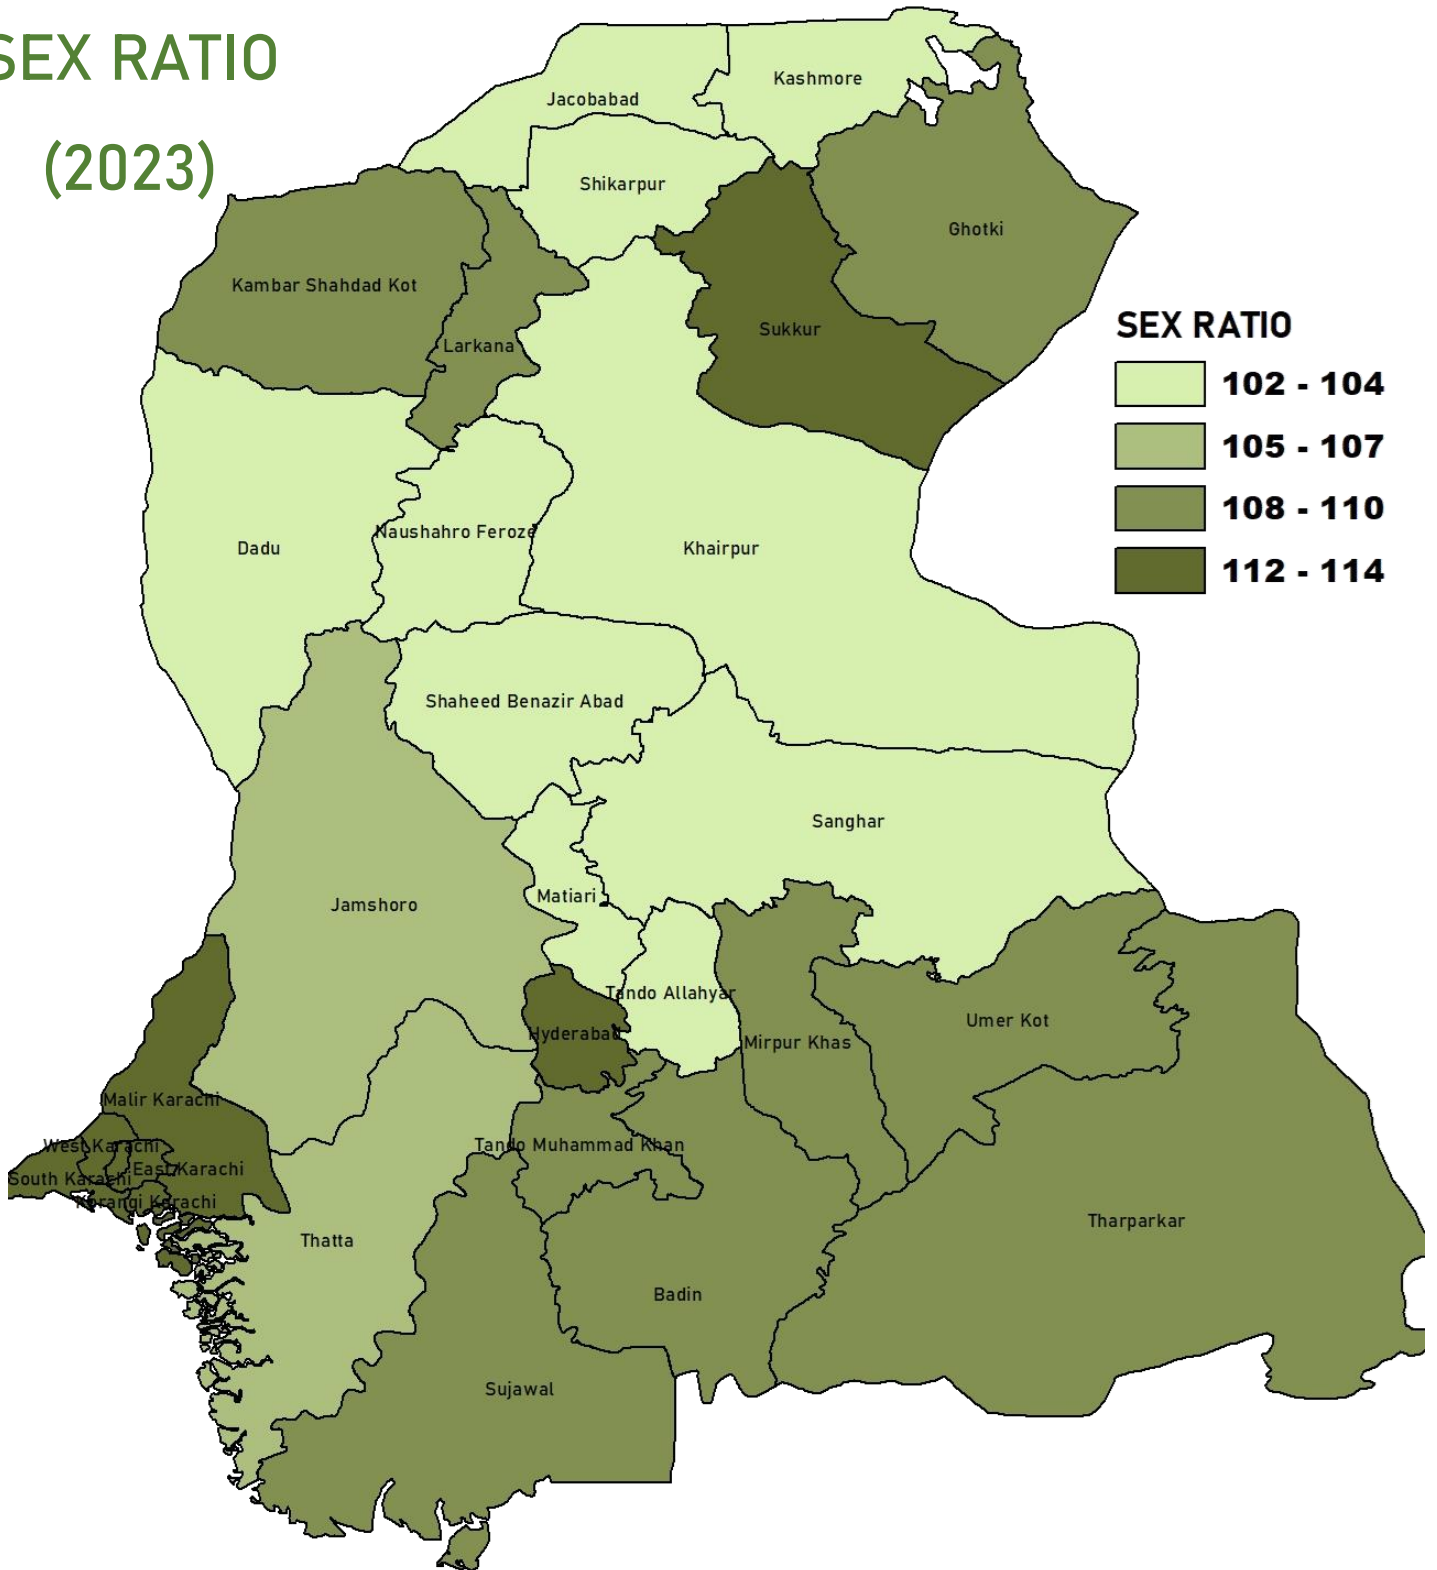 SEX RATIO
(2023)
Kashmore
Jacobabad
Shikarpur
Ghotki
Kambar Shahdad Kot
Sukkur
Larkana
SEX RATIO
102 - 104
105 - 107
108 - 110
112 - 114
Naushahro Feroze
Dadu
Khairpur
Shaheed Benazir Abad
Sanghar
Matiari
Jamshoro
Tando Allahyar
Umer Kot
Hyderabad
Mirpur Khas
Malir Karachi
West Karachi
Tando Muhammad Khan
East Karachi
South Karachi
Korangi Karachi
Tharparkar
Thatta
Badin
Sujawal